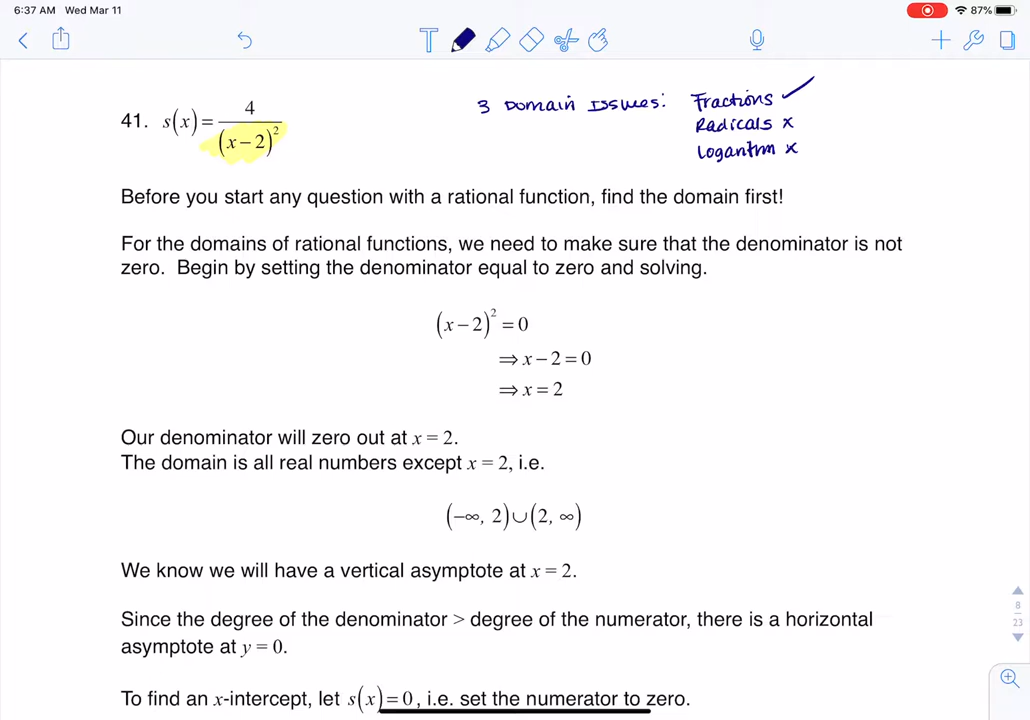 6:37 AM Wed Mar 11
87%
T
3 Domain Issues: Fractions ✓
Radicals x
Logarithm x
41. s(x) = 4 / (x − 2)²
Before you start any question with a rational function, find the domain first!
For the domains of rational functions, we need to make sure that the denominator is not
zero. Begin by setting the denominator equal to zero and solving.
(x − 2)² = 0
⇒ x − 2 = 0
⇒ x = 2
Our denominator will zero out at x = 2.
The domain is all real numbers except x = 2, i.e.
(−∞, 2)∪(2, ∞)
We know we will have a vertical asymptote at x = 2.
Since the degree of the denominator > degree of the numerator, there is a horizontal
asymptote at y = 0.
To find an x-intercept, let s(x) = 0, i.e. set the numerator to zero.
8
23